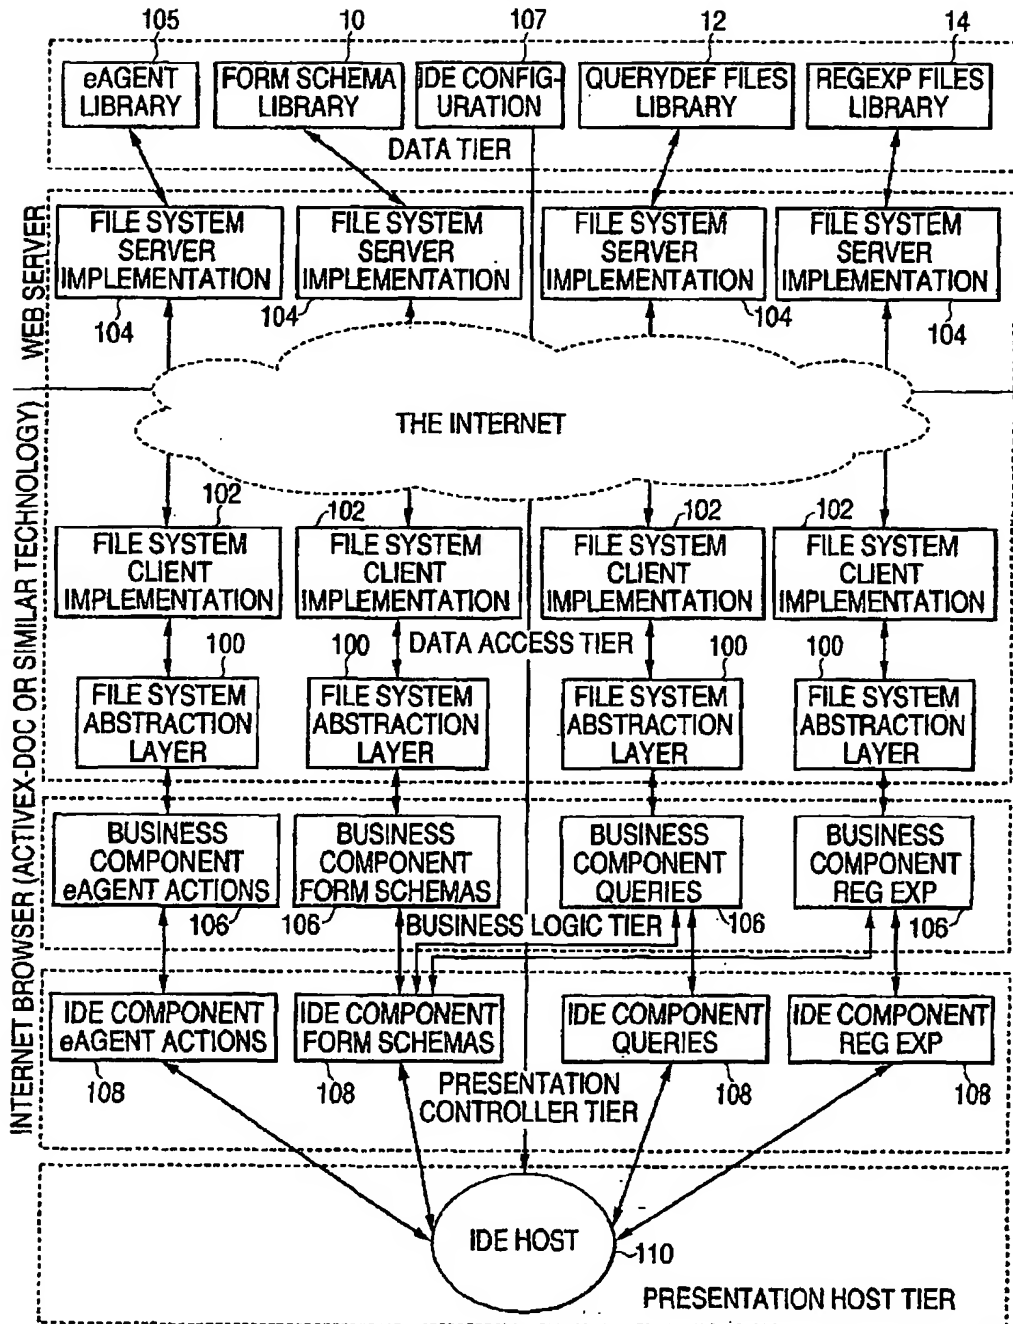 105
10
107
12
14
eAGENT
LIBRARY
FORM SCHEMA
LIBRARY
IDE CONFIG-
URATION
QUERYDEF FILES
LIBRARY
REGEXP FILES
LIBRARY
DATA TIER
WEB SERVER
FILE SYSTEM
SERVER
IMPLEMENTATION
104
FILE SYSTEM
SERVER
IMPLEMENTATION
104
FILE SYSTEM
SERVER
IMPLEMENTATION
104
FILE SYSTEM
SERVER
IMPLEMENTATION
104
THE INTERNET
INTERNET BROWSER (ACTIVEX-DOC OR SIMILAR TECHNOLOGY)
102
FILE SYSTEM
CLIENT
IMPLEMENTATION
102
FILE SYSTEM
CLIENT
IMPLEMENTATION
102
FILE SYSTEM
CLIENT
IMPLEMENTATION
102
FILE SYSTEM
CLIENT
IMPLEMENTATION
DATA ACCESS TIER
100
FILE SYSTEM
ABSTRACTION
LAYER
100
FILE SYSTEM
ABSTRACTION
LAYER
100
FILE SYSTEM
ABSTRACTION
LAYER
100
FILE SYSTEM
ABSTRACTION
LAYER
BUSINESS
COMPONENT
eAGENT ACTIONS
106
BUSINESS
COMPONENT
FORM SCHEMAS
106
BUSINESS
COMPONENT
QUERIES
106
BUSINESS
COMPONENT
REG EXP
106
BUSINESS LOGIC TIER
IDE COMPONENT
eAGENT ACTIONS
108
IDE COMPONENT
FORM SCHEMAS
108
IDE COMPONENT
QUERIES
108
IDE COMPONENT
REG EXP
108
PRESENTATION
CONTROLLER TIER
IDE HOST
110
PRESENTATION HOST TIER